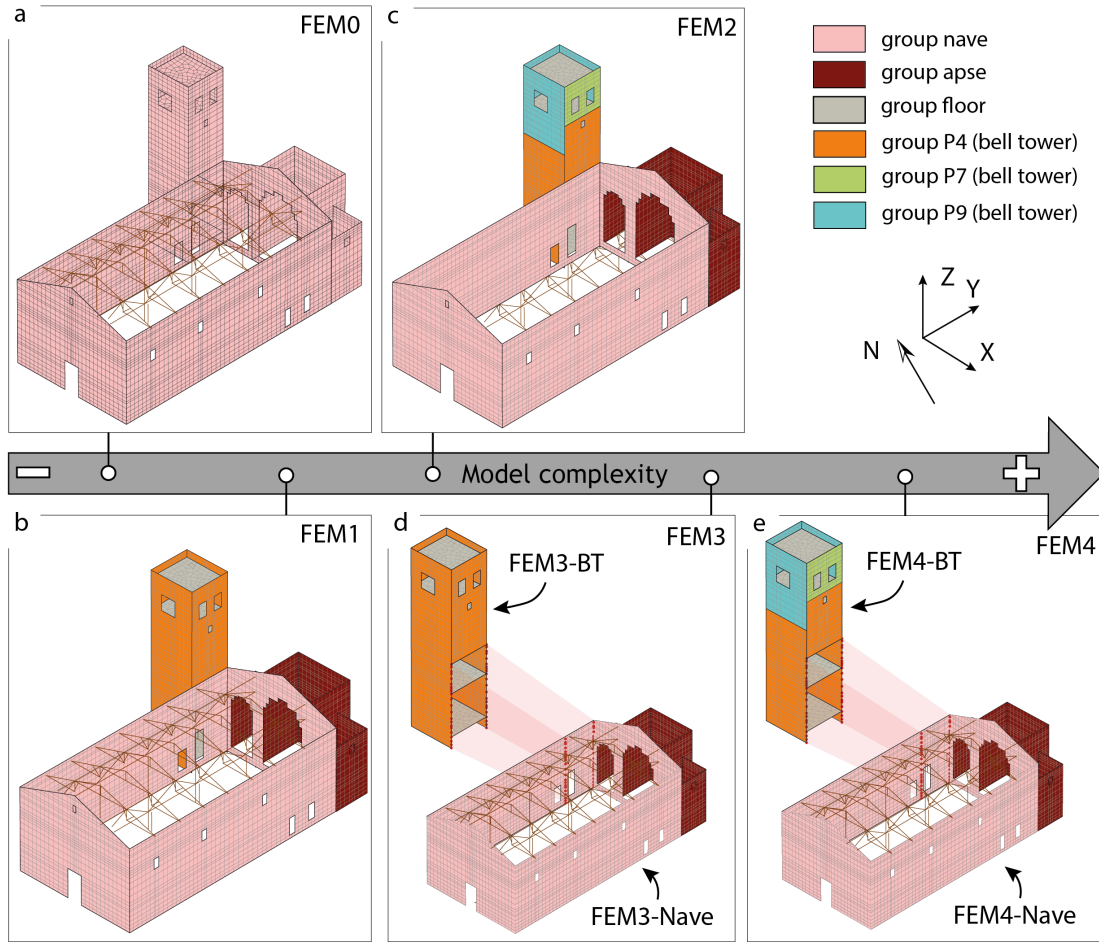 a
FEM0
c
FEM2
group nave
group apse
group floor
group P4 (bell tower)
group P7 (bell tower)
group P9 (bell tower)
Z
Y
N
X
Model complexity
b
FEM1
d
FEM3
e
FEM4
FEM3-BT
FEM4-BT
FEM3-Nave
FEM4-Nave